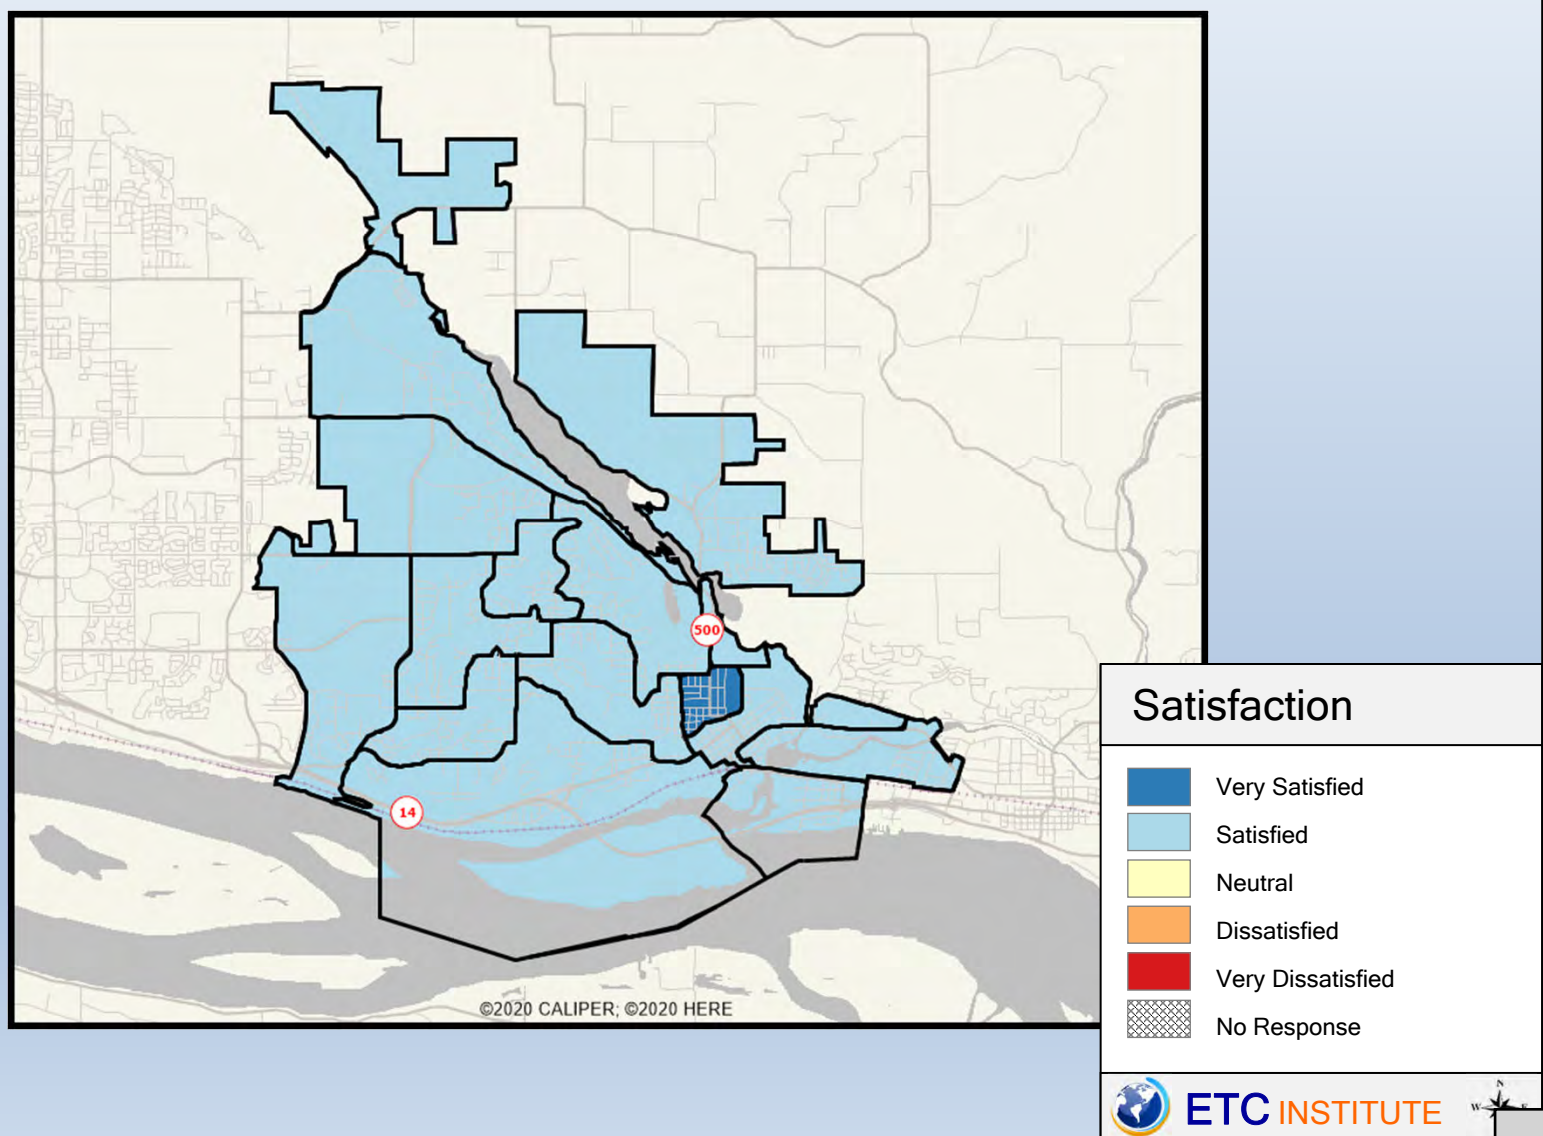 500
14
©2020 CALIPER; ©2020 HERE
Satisfaction
Very Satisfied
Satisfied
Neutral
Dissatisfied
Very Dissatisfied
No Response
ETC INSTITUTE
N
W E